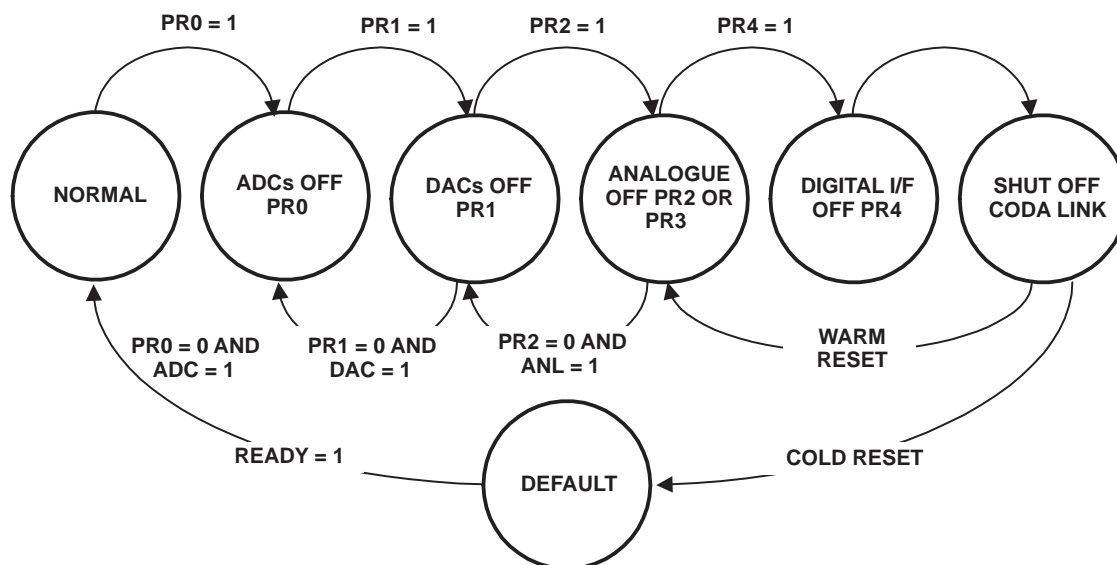 PR0 = 1
PR1 = 1
PR2 = 1
PR4 = 1
NORMAL
ADCs OFF
PR0
DACs OFF
PR1
ANALOGUE
OFF PR2 OR
PR3
DIGITAL I/F
OFF PR4
SHUT OFF
CODA LINK
PR0 = 0 AND
ADC = 1
PR1 = 0 AND
DAC = 1
PR2 = 0 AND
ANL = 1
WARM
RESET
READY = 1
COLD RESET
DEFAULT